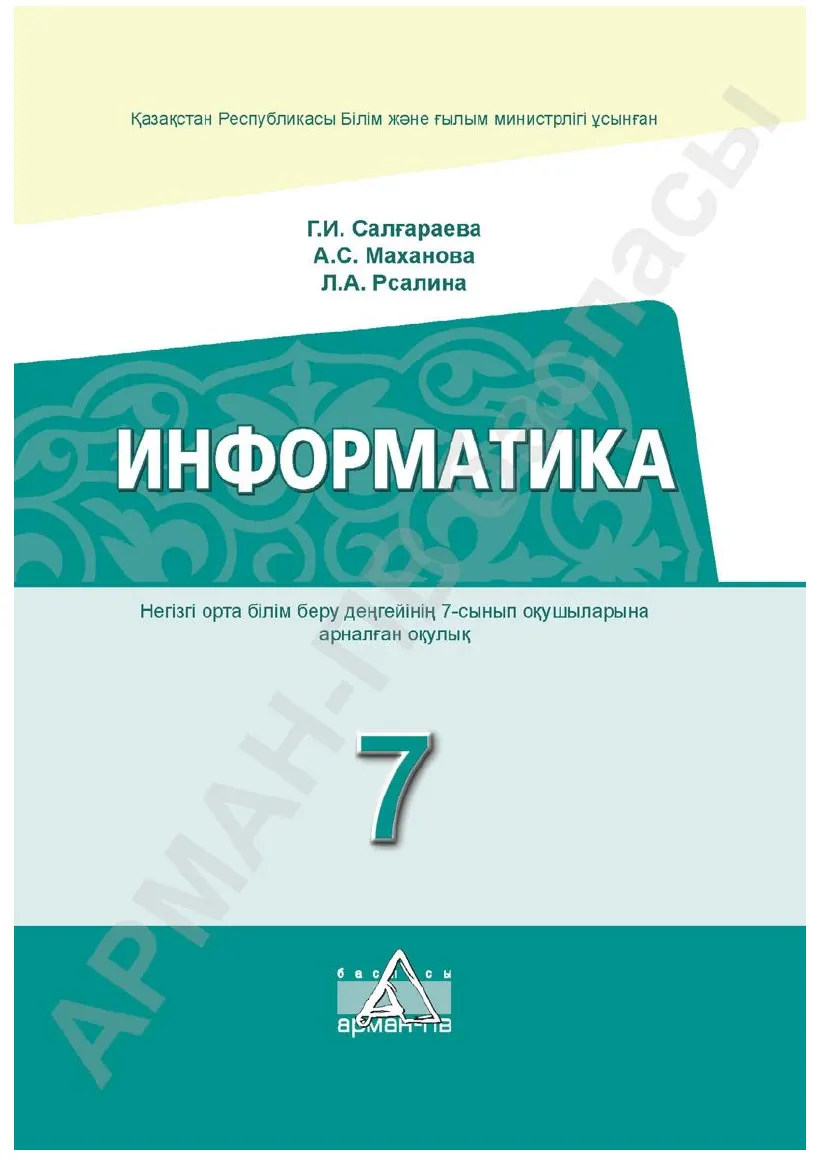 Қазақстан Республикасы Білім және ғылым министрлігі ұсынған
Г.И. Салғараева
А.С. Маханова
Л.А. Рсалина
ИНФОРМАТИКА
Негізгі орта білім беру деңгейінің 7-сынып оқушыларына
арналған оқулық
7
баспасы
арман-пв
АРМАН-ПВ баспасы